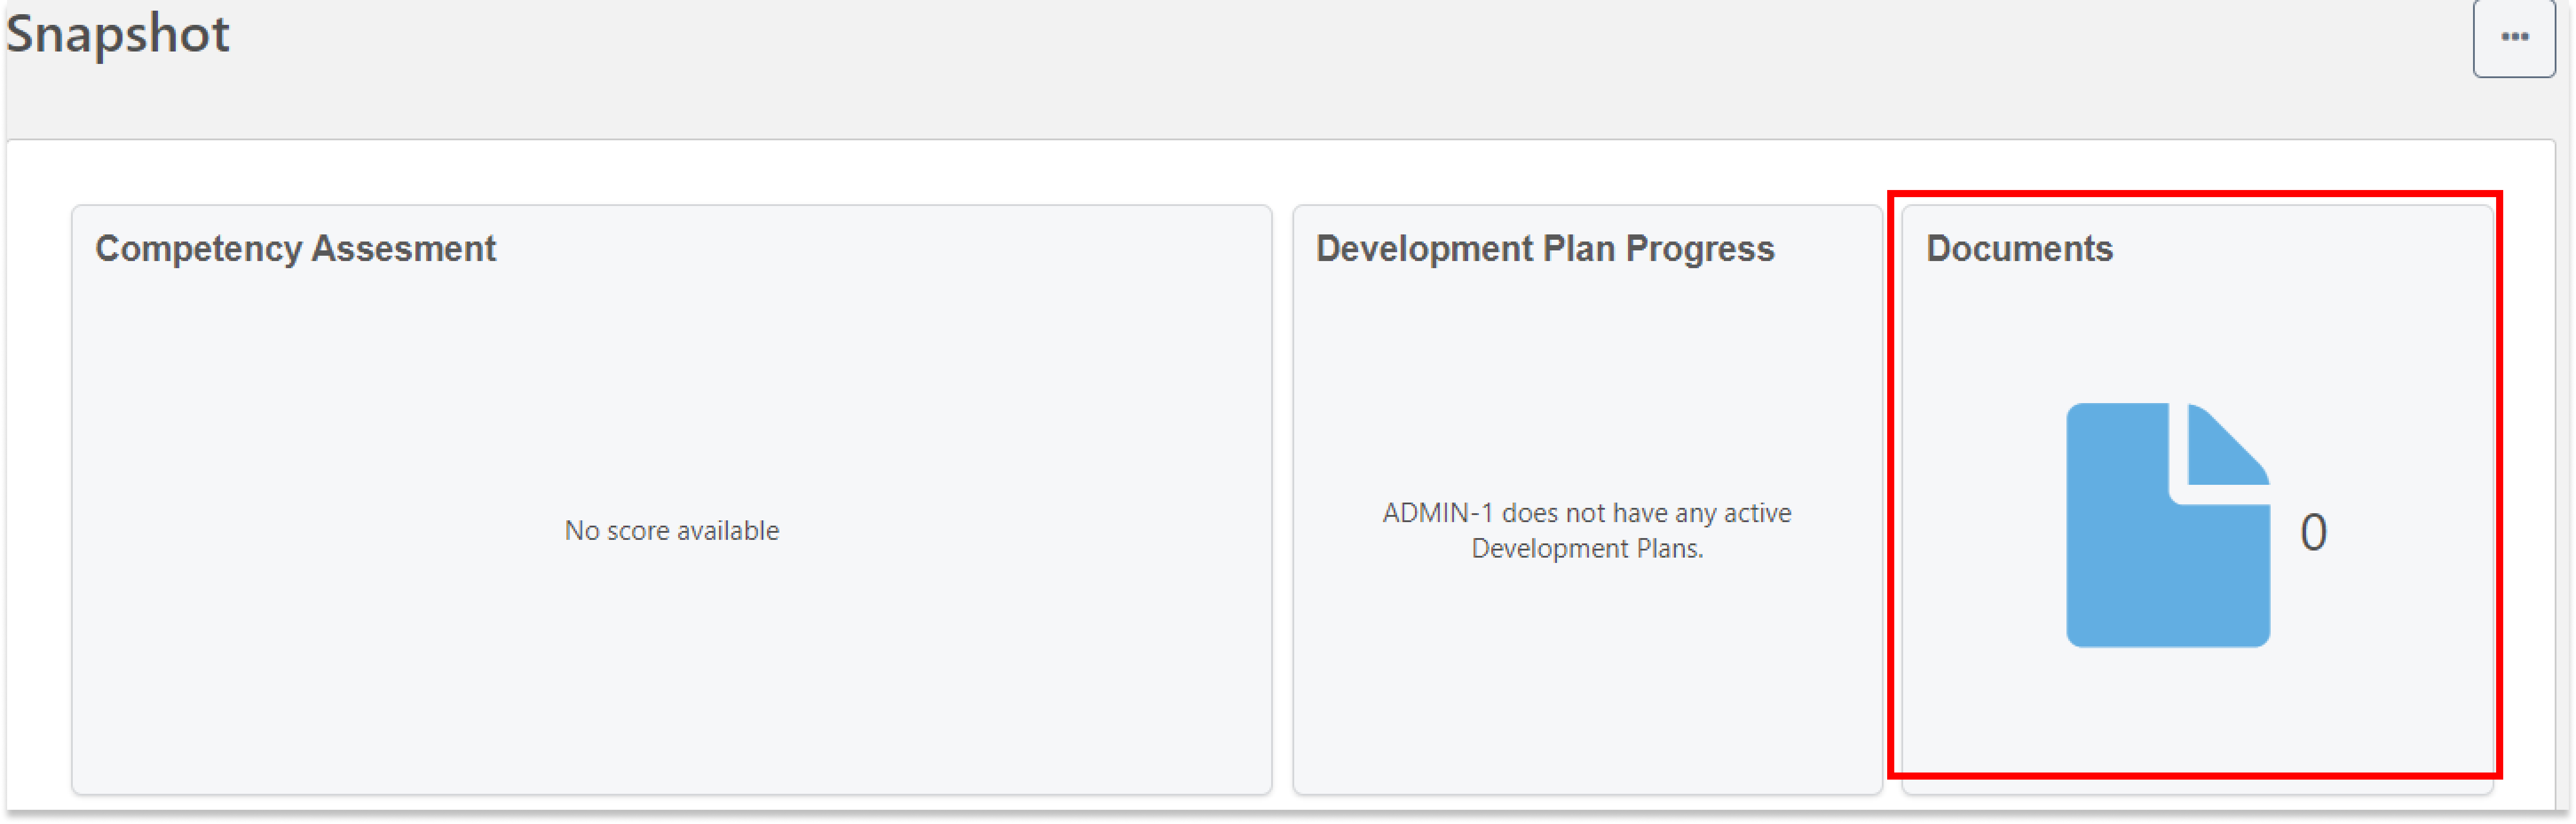 Snapshot
...
Competency Assesment
Development Plan Progress
Documents
No score available
ADMIN-1 does not have any active
Development Plans.
0